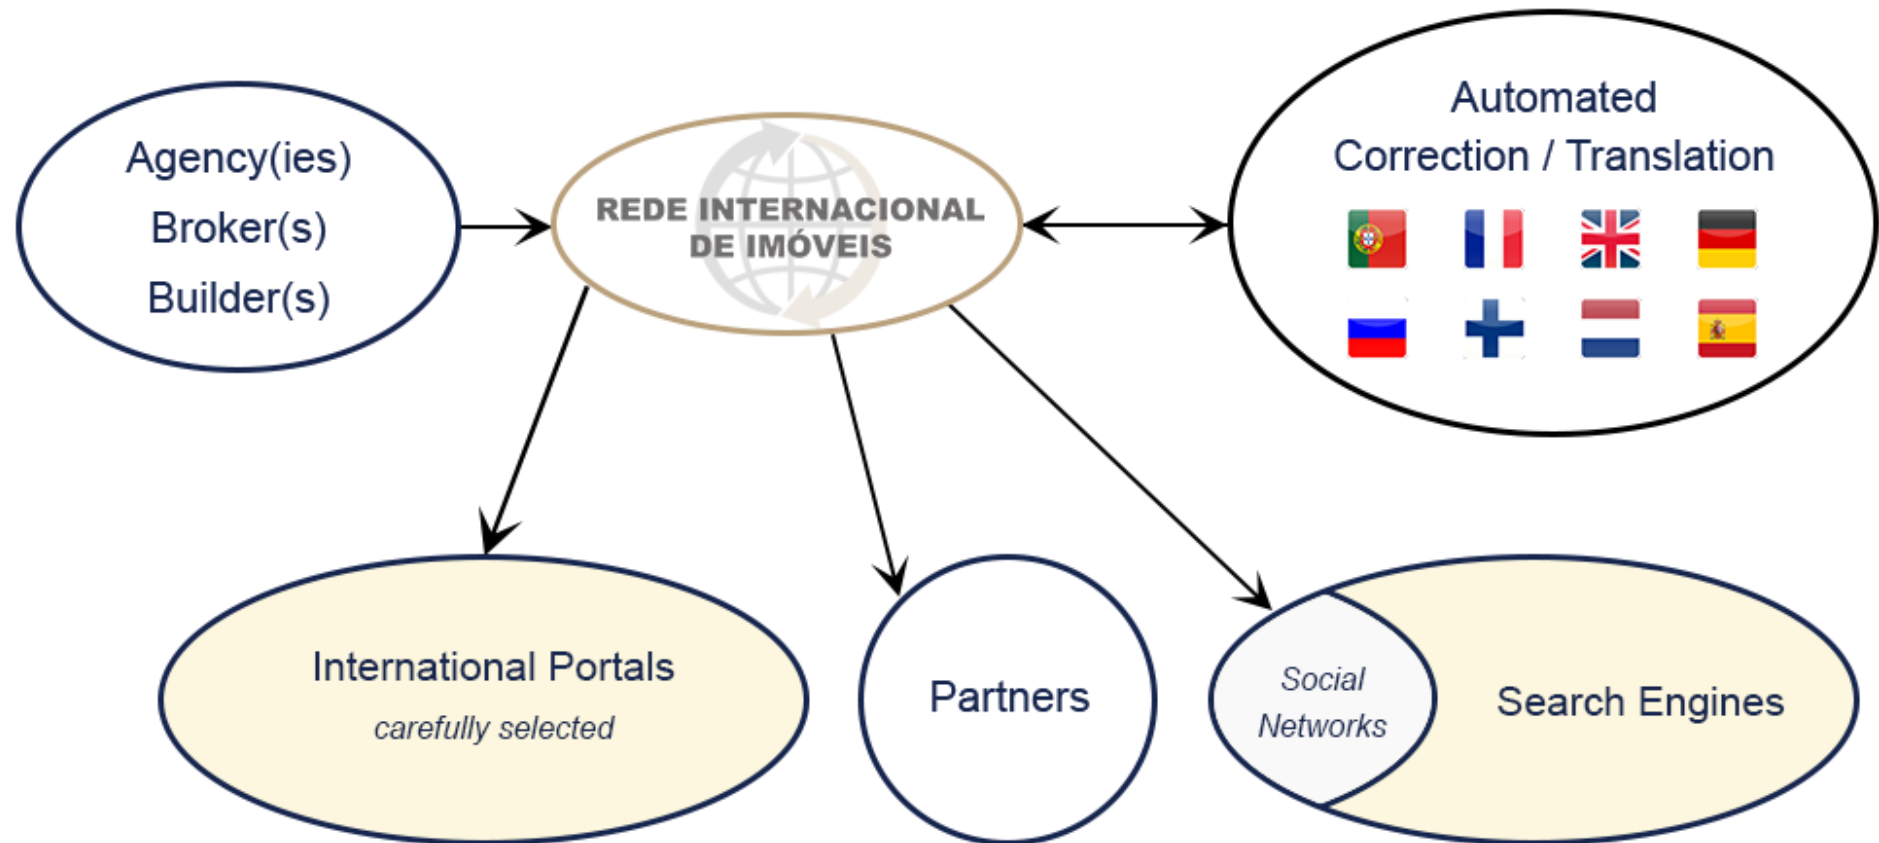 Agency(ies)
Broker(s)
Builder(s)
REDE INTERNACIONAL
DE IMÓVEIS
Automated
Correction / Translation
International Portals
carefully selected
Partners
Social
Networks
Search Engines